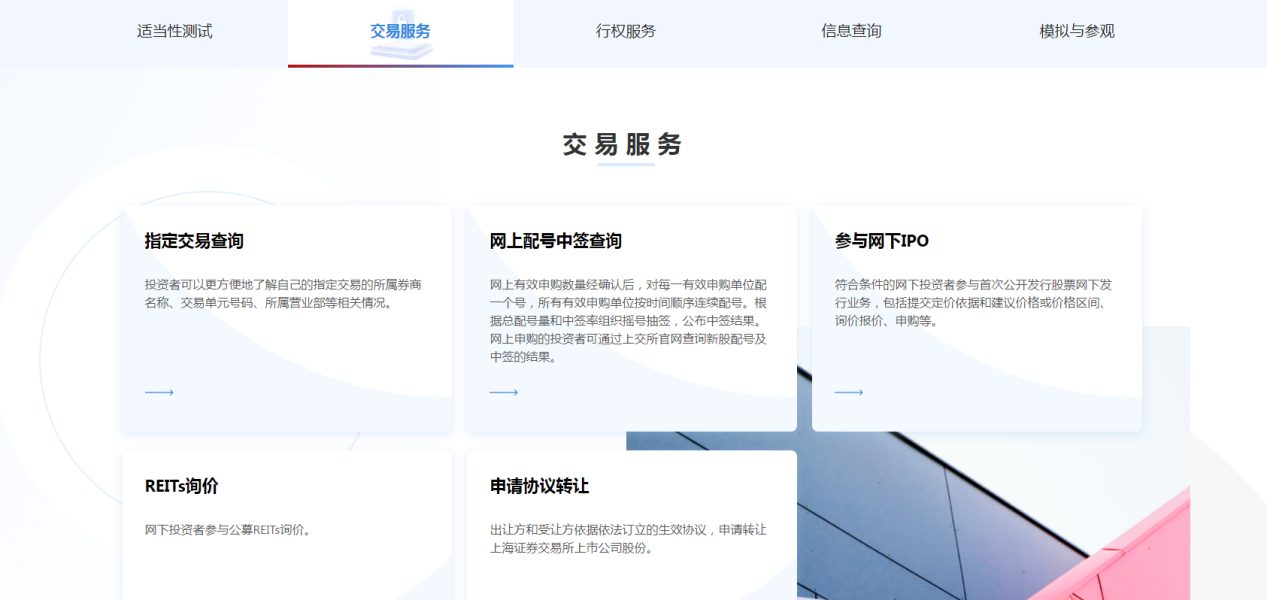 适当性测试
交易服务
行权服务
信息查询
模拟与参观
交易服务
指定交易查询
投资者可以更方便地了解自己的指定交易的所属券商
名称、交易单元号码、所属营业部等相关情况。
网上配号中签查询
网上有效申购数量经确认后，对每一有效申购单位配
一个号，所有有效申购单位按时间顺序连续配号。根
据总配号量和中签率组织摇号抽签，公布中签结果。
网上申购的投资者可通过上交所官网查询新股配号及
中签的结果。
参与网下IPO
符合条件的网下投资者参与首次公开发行股票网下发
行业务，包括提交定价依据和建议价格或价格区间、
询价报价、申购等。
REITs询价
网下投资者参与公募REITs询价。
申请协议转让
出让方和受让方依据依法订立的生效协议，申请转让
上海证券交易所上市公司股份。